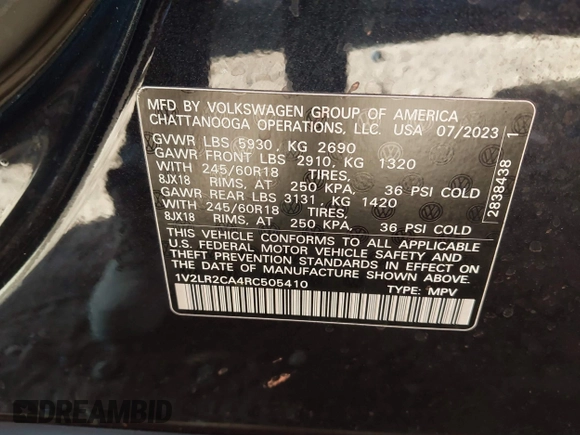 MFD BY VOLKSWAGEN GROUP OF AMERICA
CHATTANOOGA OPERATIONS, LLC. USA 07/2023
GVWR LBS 5930, KG 2690
GAWR FRONT LBS 2910, KG 1320
WITH 245/60R18 TIRES,
8JX18 RIMS, AT 250 KPA, 36 PSI COLD
GAWR REAR LBS 3131, KG 1420
WITH 245/60R18 TIRES,
8JX18 RIMS, AT 250 KPA, 36 PSI COLD
THIS VEHICLE CONFORMS TO ALL APPLICABLE
U.S. FEDERAL MOTOR VEHICLE SAFETY AND
THEFT PREVENTION STANDARDS IN EFFECT ON
THE DATE OF MANUFACTURE SHOWN ABOVE.
1V2LR2CA4RC505410 TYPE: MPV
2838438 1
DREAMBID